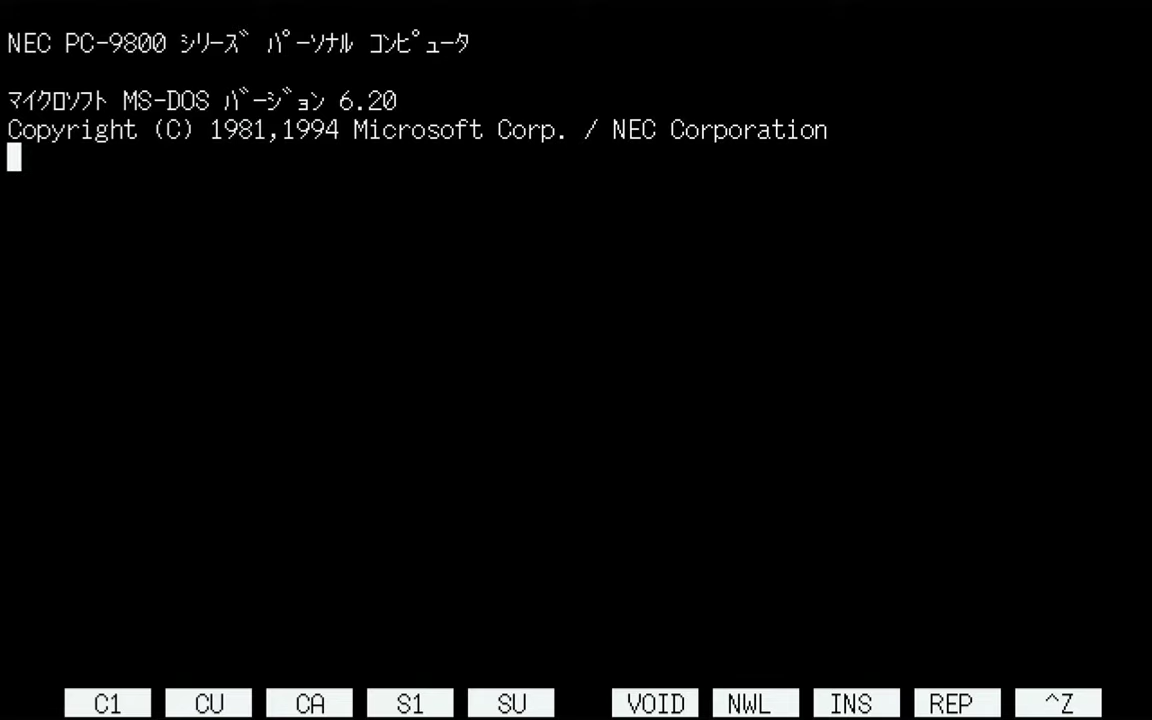 NEC PC-9800 ｼﾘｰｽﾞ ﾊﾟｰｿﾅﾙ ｺﾝﾋﾟｭｰﾀ
ﾏｲｸﾛｿﾌﾄ MS-DOS ﾊﾞｰｼﾞｮﾝ 6.20
Copyright (C) 1981,1994 Microsoft Corp. / NEC Corporation
C1 CU CA S1 SU VOID NWL INS REP ^Z